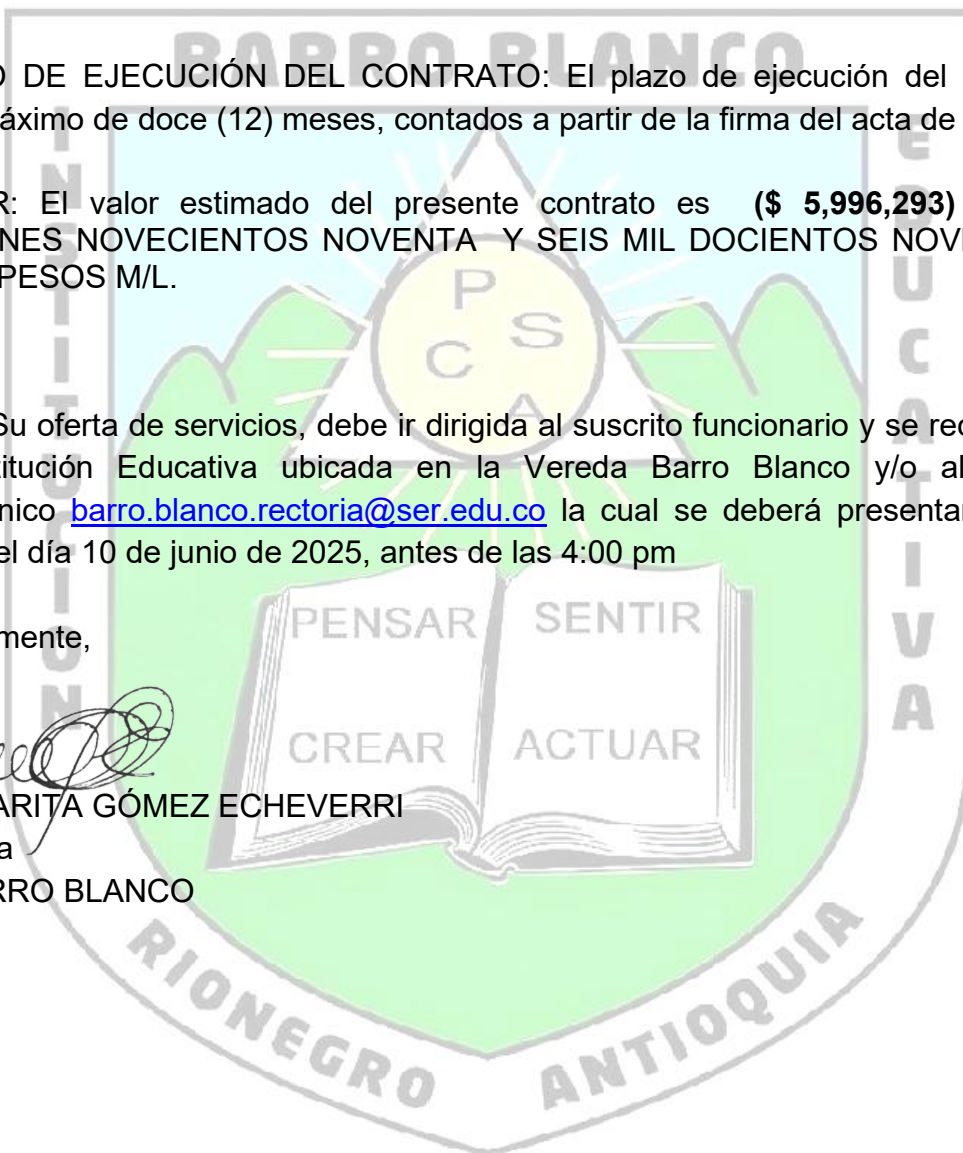 BARRO BLANCO
O DE EJECUCIÓN DEL CONTRATO: El plazo de ejecución del
áximo de doce (12) meses, contados a partir de la firma del acta de
R: El valor estimado del presente contrato es ($ 5,996,293)
NES NOVECIENTOS NOVENTA Y SEIS MIL DOCIENTOS NOVE
PESOS M/L.
P
C S
A
Su oferta de servicios, debe ir dirigida al suscrito funcionario y se rec
titución Educativa ubicada en la Vereda Barro Blanco y/o al
nico barro.blanco.rectoria@ser.edu.co la cual se deberá presentar
el día 10 de junio de 2025, antes de las 4:00 pm
mente,
PENSAR SENTIR
CREAR ACTUAR
ARITA GÓMEZ ECHEVERRI
a
RRO BLANCO
INSTITUCION
EDUCATIVA
RIONEGRO ANTIOQUIA